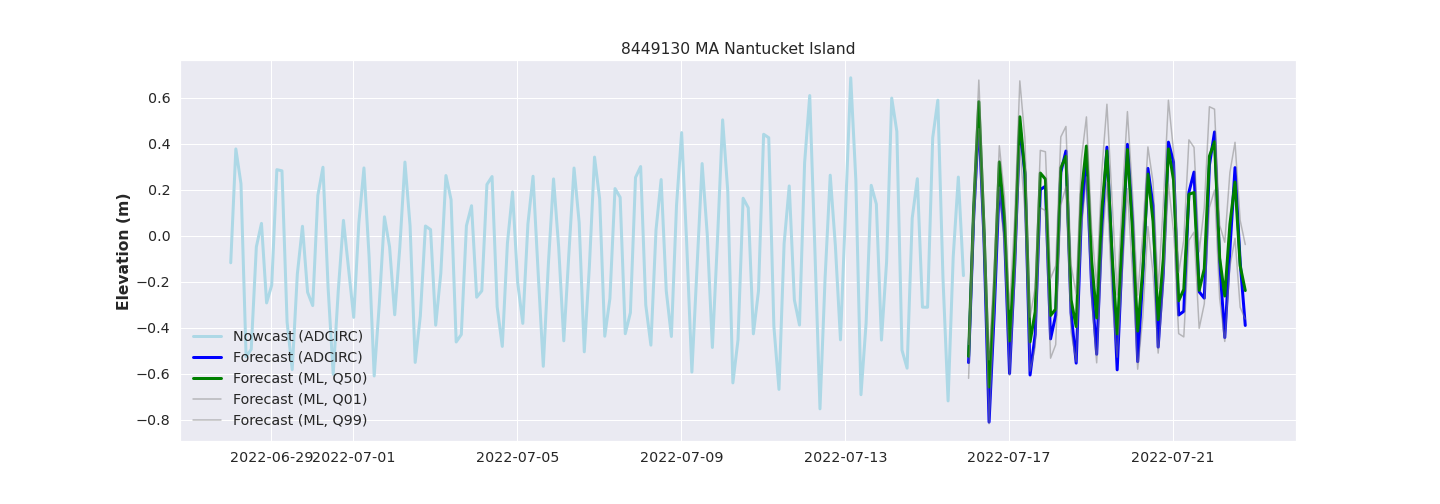 8449130 MA Nantucket Island
Elevation (m)
0.6
0.4
0.2
0.0
−0.2
−0.4
−0.6
−0.8
Nowcast (ADCIRC)
Forecast (ADCIRC)
Forecast (ML, Q50)
Forecast (ML, Q01)
Forecast (ML, Q99)
2022-06-29 2022-07-01 2022-07-05 2022-07-09 2022-07-13 2022-07-17 2022-07-21